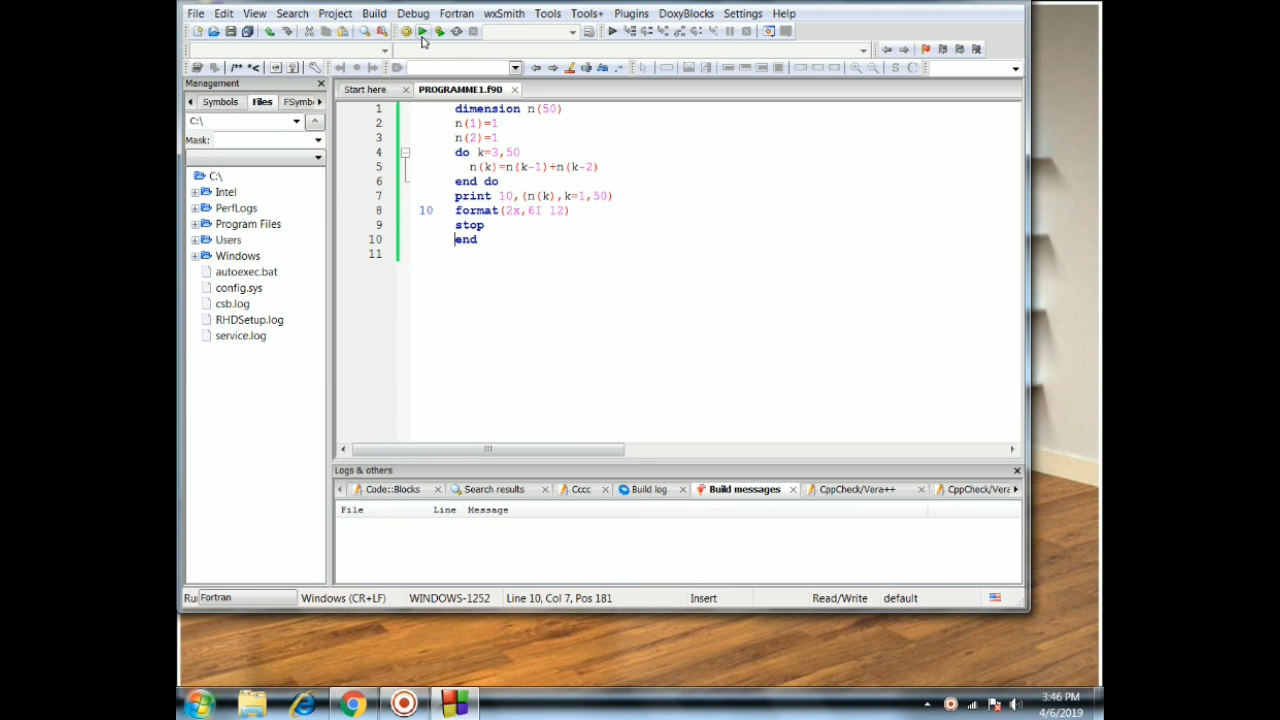 File Edit View Search Project Build Debug Fortran wxSmith Tools Tools+ Plugins DoxyBlocks Settings Help
/** *<
S C
Management
Start here PROGRAMME1.f90
Symbols Files FSymb
C:\
Mask:
C:\
Intel
PerfLogs
Program Files
Users
Windows
autoexec.bat
config.sys
csb.log
RHDSetup.log
service.log
1 dimension n(50)
2 n(1)=1
3 n(2)=1
4 do k=3,50
5 n(k)=n(k-1)+n(k-2)
6 end do
7 print 10,(n(k),k=1,50)
8 10 format(2x,6I 12)
9 stop
10 end
11
Logs & others
Code::Blocks Search results Cccc Build log Build messages CppCheck/Vera++ CppCheck/Vera
File Line Message
Ru Fortran Windows (CR+LF) WINDOWS-1252 Line 10, Col 7, Pos 181 Insert Read/Write default
3:46 PM
4/6/2019